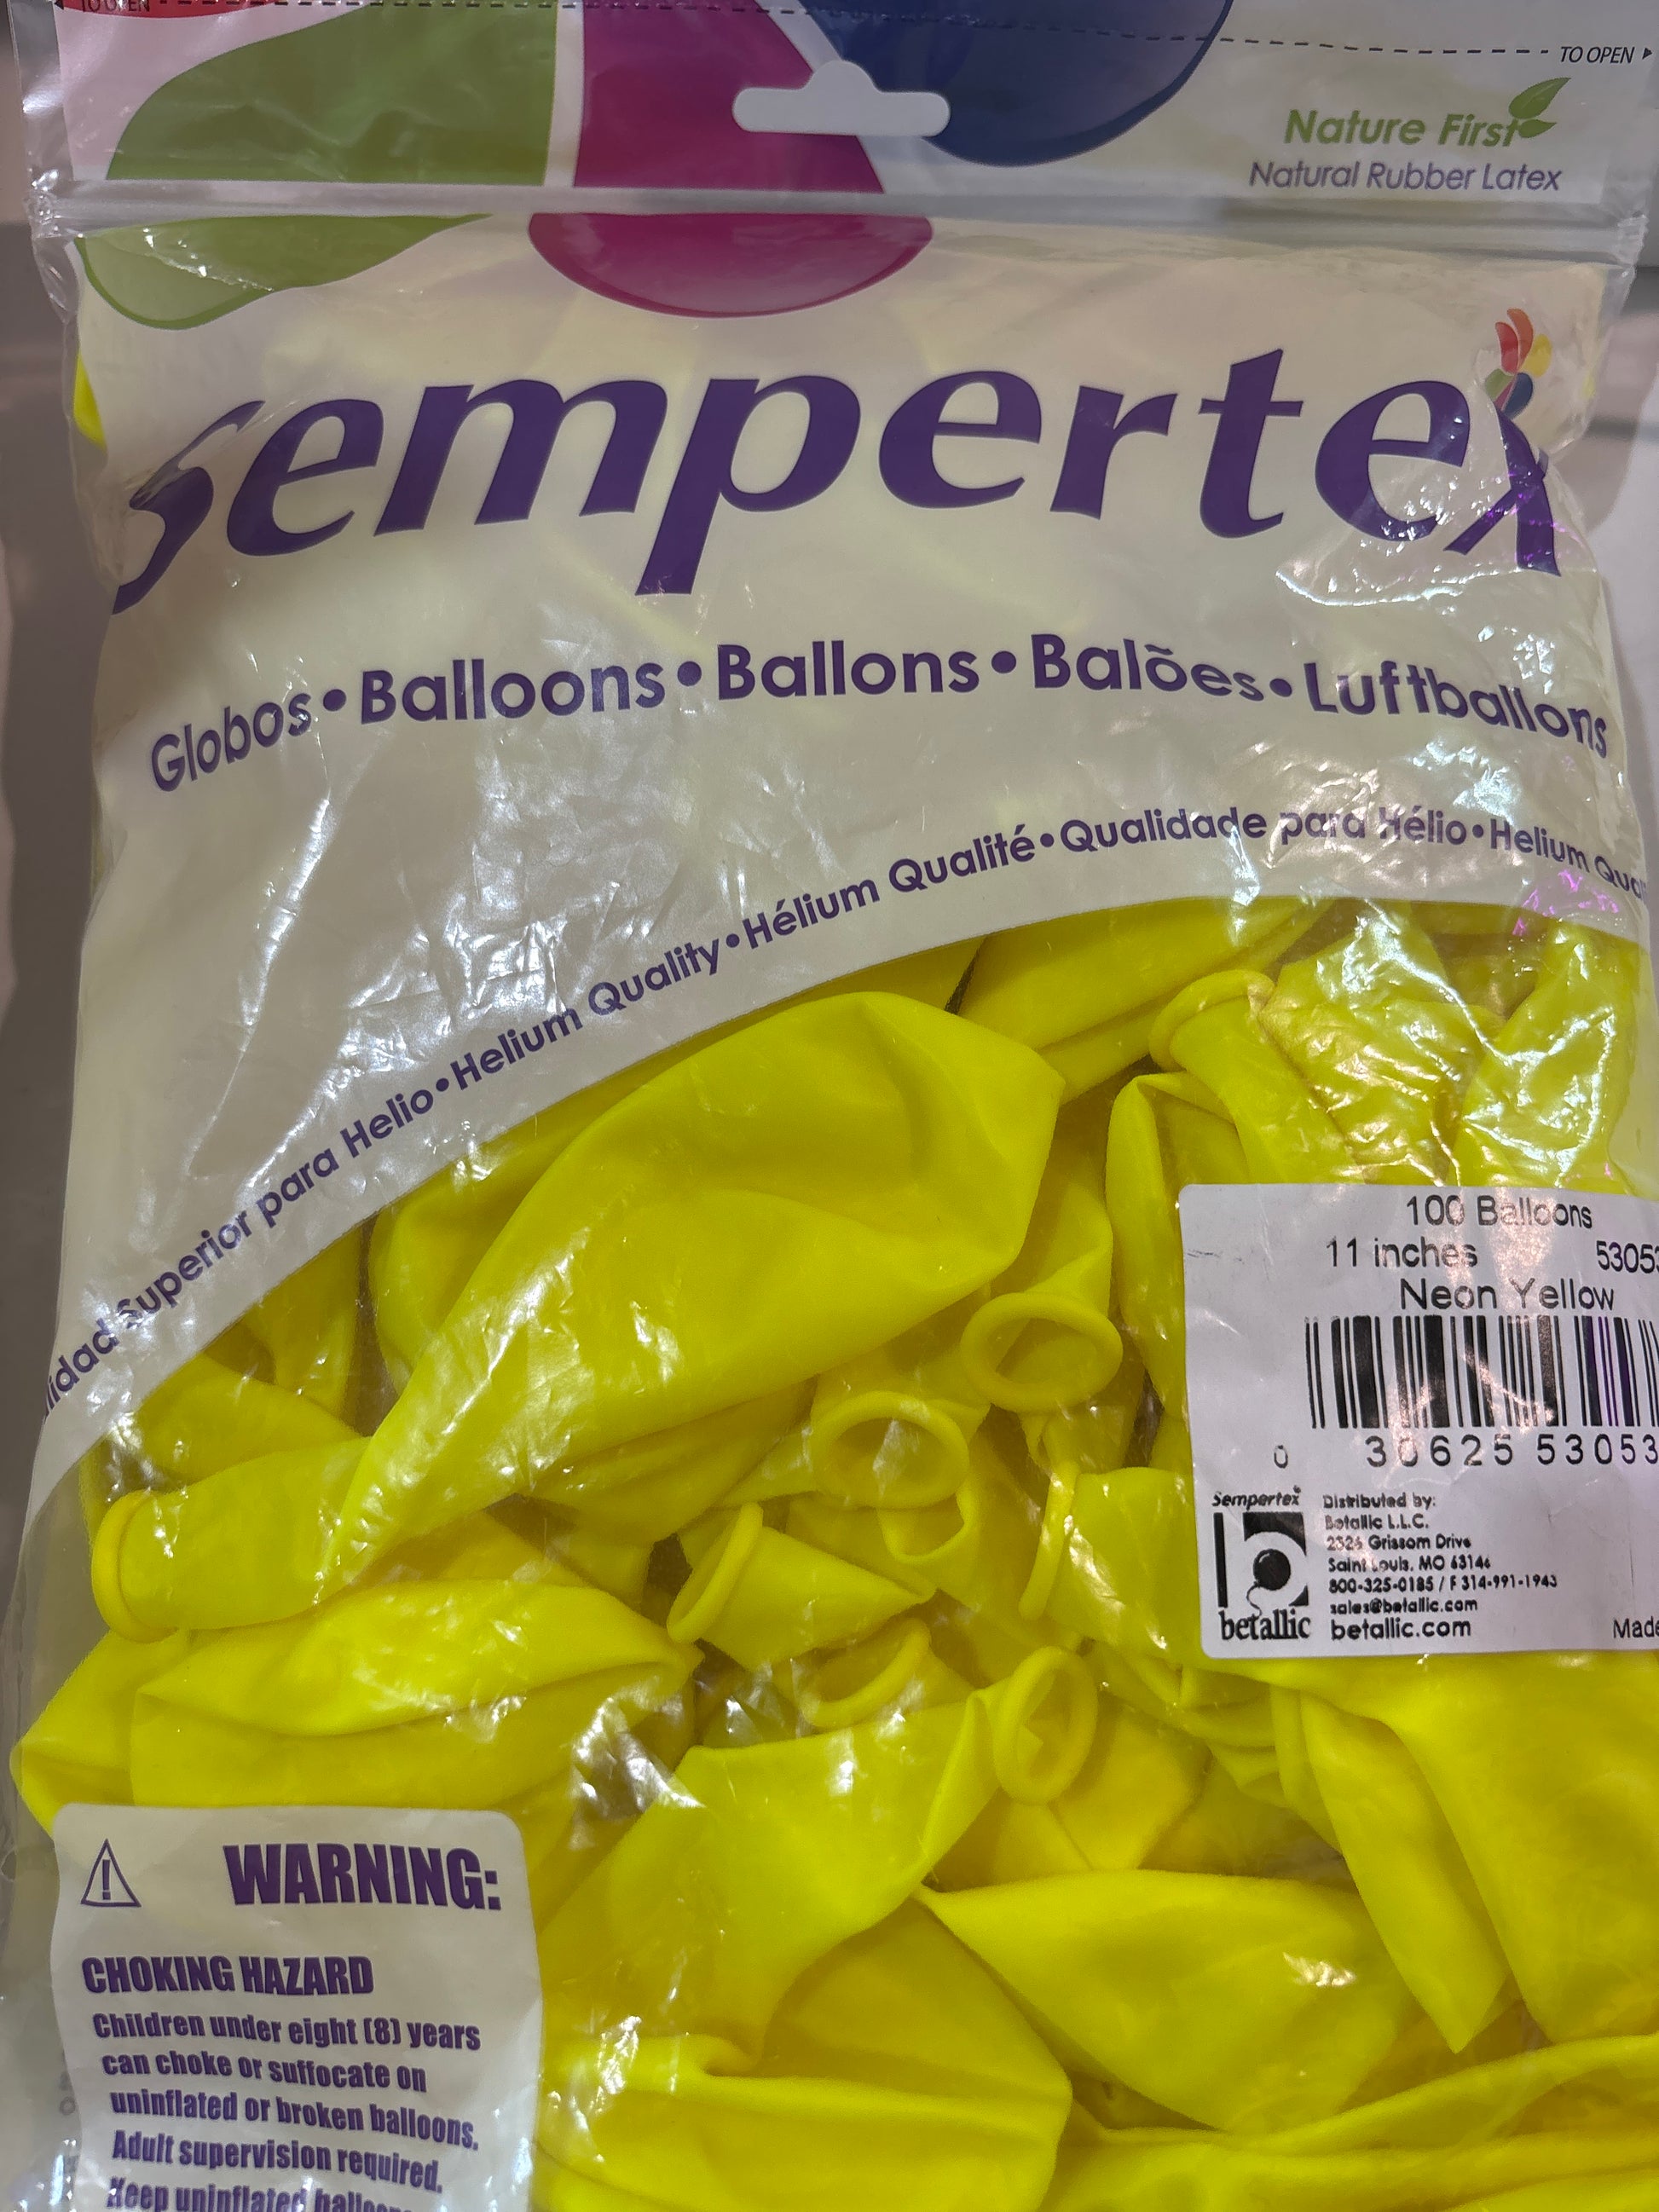 TO OPEN
TO OPEN
Nature First
Natural Rubber Latex
sempertex
Globos • Balloons • Ballons • Balões • Luftballons
Superior para Helio • Helium Quality • Hélium Qualité • Qualidade para Hélio • Helium
100 Balloons
11 inches
Neon Yellow
0 30625 53053
Sempertex
Distributed by:
Betallic L.L.C.
2326 Grissom Drive
Saint Louis, MO 63146
800-325-0185 / F 314-991-1943
sales@betallic.com
betallic
betallic.com
WARNING:
CHOKING HAZARD
Children under eight (8) years
can choke or suffocate on
uninflated or broken balloons.
Adult supervision required.
Keep uninflated